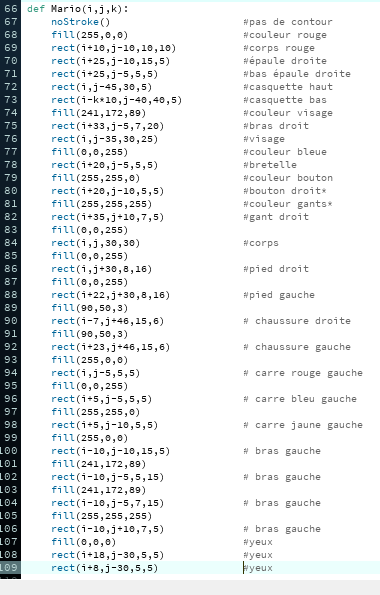 66 def Mario(i,j,k):
67 noStroke() #pas de contour
68 fill(255,0,0) #couleur rouge
69 rect(i+10,j-10,10,10) #corps rouge
70 rect(i+25,j-10,15,5) #épaule droite
71 rect(i+25,j-5,5,5) #bas épaule droite
72 rect(i,j-45,30,5) #casquette haut
73 rect(i-k*10,j-40,40,5) #casquette bas
74 fill(241,172,89) #couleur visage
75 rect(i+33,j-5,7,20) #bras droit
76 rect(i,j-35,30,25) #visage
77 fill(0,0,255) #couleur bleue
78 rect(i+20,j-5,5,5) #bretelle
79 fill(255,255,0) #couleur bouton
80 rect(i+20,j-10,5,5) #bouton droit*
81 fill(255,255,255) #couleur gants*
82 rect(i+35,j+10,7,5) #gant droit
83 fill(0,0,255)
84 rect(i,j,30,30) #corps
85 fill(0,0,255)
86 rect(i,j+30,8,16) #pied droit
87 fill(0,0,255)
88 rect(i+22,j+30,8,16) #pied gauche
89 fill(90,50,3)
90 rect(i-7,j+46,15,6) # chaussure droite
91 fill(90,50,3)
92 rect(i+23,j+46,15,6) # chaussure gauche
93 fill(255,0,0)
94 rect(i,j-5,5,5) # carre rouge gauche
95 fill(0,0,255)
96 rect(i+5,j-5,5,5) # carre bleu gauche
97 fill(255,255,0)
98 rect(i+5,j-10,5,5) # carre jaune gauche
99 fill(255,0,0)
100 rect(i-10,j-10,15,5) # bras gauche
101 fill(241,172,89)
102 rect(i-10,j-5,5,15) # bras gauche
103 fill(241,172,89)
104 rect(i-10,j-5,7,15) # bras gauche
105 fill(255,255,255)
106 rect(i-10,j+10,7,5) # bras gauche
107 fill(0,0,0) #yeux
108 rect(i+18,j-30,5,5) #yeux
109 rect(i+8,j-30,5,5) #yeux